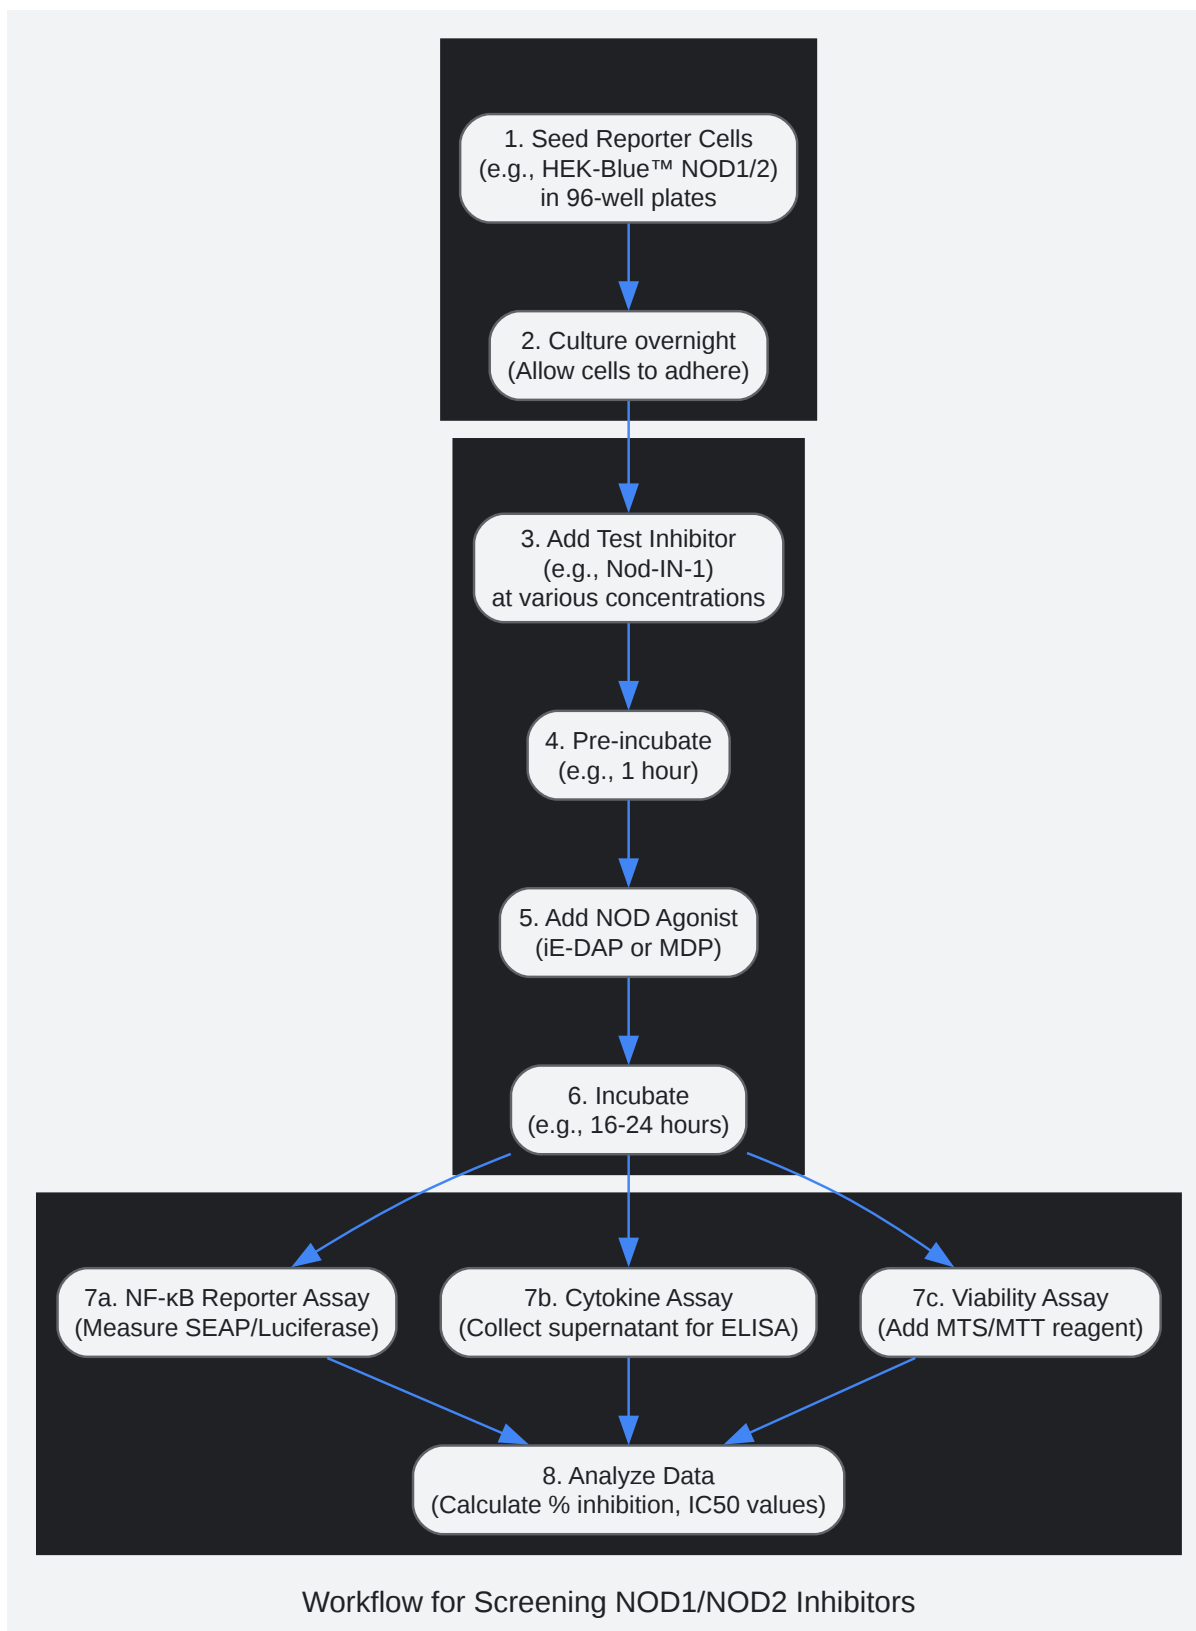 1. Seed Reporter Cells
(e.g., HEK-Blue™ NOD1/2)
in 96-well plates
2. Culture overnight
(Allow cells to adhere)
3. Add Test Inhibitor
(e.g., Nod-IN-1)
at various concentrations
4. Pre-incubate
(e.g., 1 hour)
5. Add NOD Agonist
(iE-DAP or MDP)
6. Incubate
(e.g., 16-24 hours)
7a. NF-κB Reporter Assay
(Measure SEAP/Luciferase)
7b. Cytokine Assay
(Collect supernatant for ELISA)
7c. Viability Assay
(Add MTS/MTT reagent)
8. Analyze Data
(Calculate % inhibition, IC50 values)
Workflow for Screening NOD1/NOD2 Inhibitors